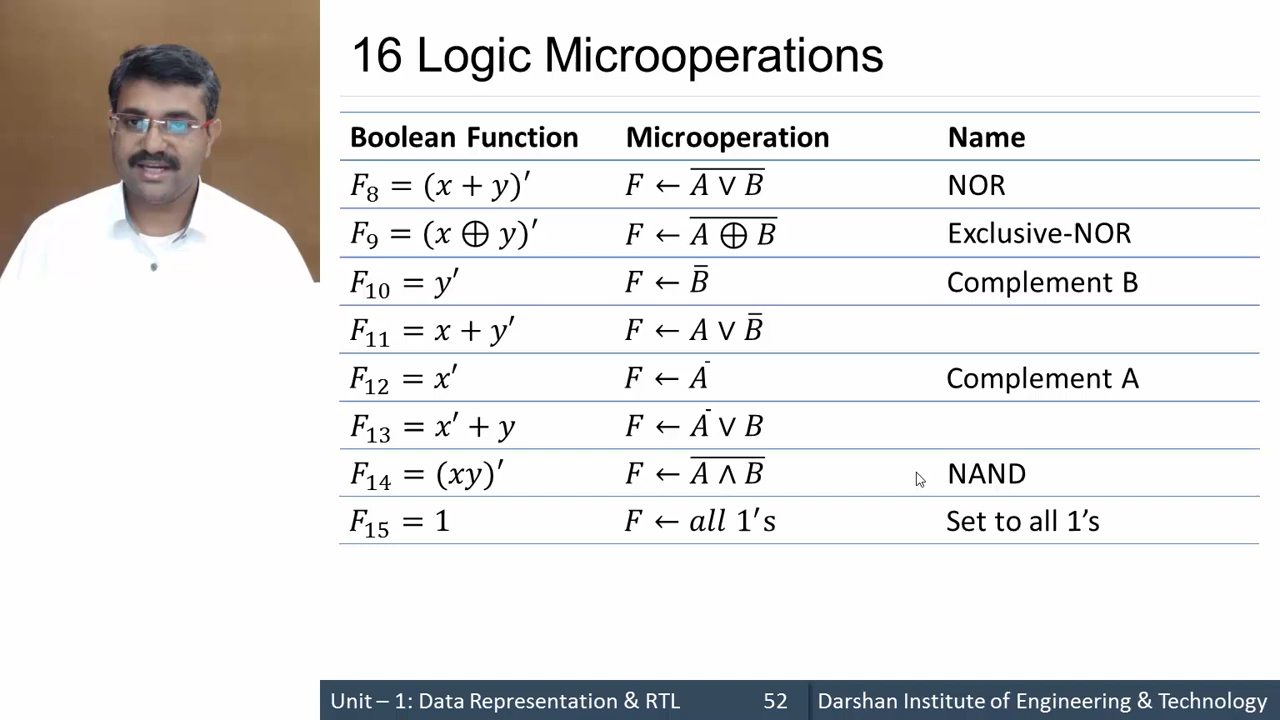 16 Logic Microoperations
Boolean Function Microoperation Name
F₈ = (x + y)′ F ← A̅ ̅∨̅ ̅B̅ NOR
F₉ = (x ⊕ y)′ F ← A̅ ̅⊕̅ ̅B̅ Exclusive-NOR
F₁₀ = y′ F ← B̅ Complement B
F₁₁ = x + y′ F ← A ∨ B̅
F₁₂ = x′ F ← A̅ Complement A
F₁₃ = x′ + y F ← A̅ ∨ B
F₁₄ = (xy)′ F ← A̅ ̅∧̅ ̅B̅ NAND
F₁₅ = 1 F ← all 1′s Set to all 1’s
Unit – 1: Data Representation & RTL 52 Darshan Institute of Engineering & Technology